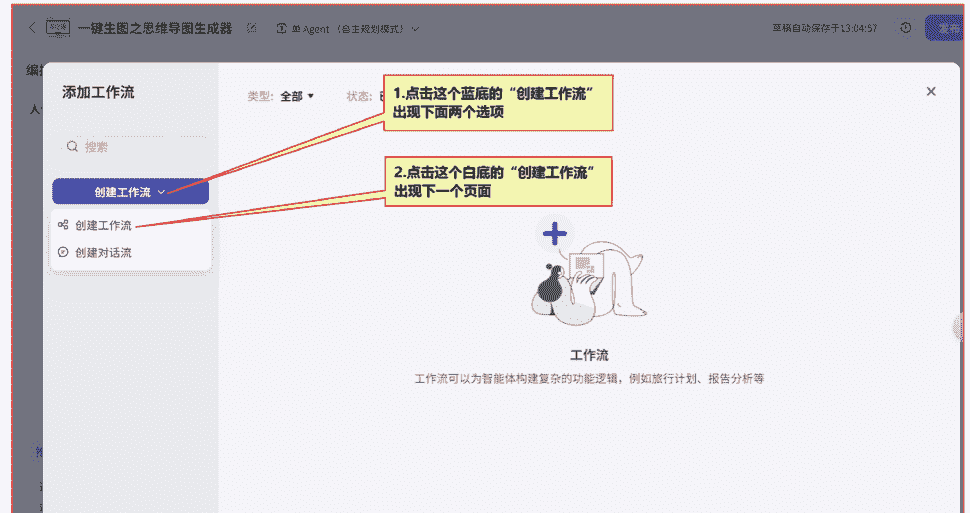 一键生图之思维导图生成器
单 Agent（自主规划模式）
草稿自动保存于13:04:57
添加工作流
类型: 全部
状态:
1.点击这个蓝底的“创建工作流”
出现下面两个选项
搜索
创建工作流
2.点击这个白底的“创建工作流”
出现下一个页面
创建工作流
创建对话流
工作流
工作流可以为智能体构建复杂的功能逻辑，例如旅行计划、报告分析等